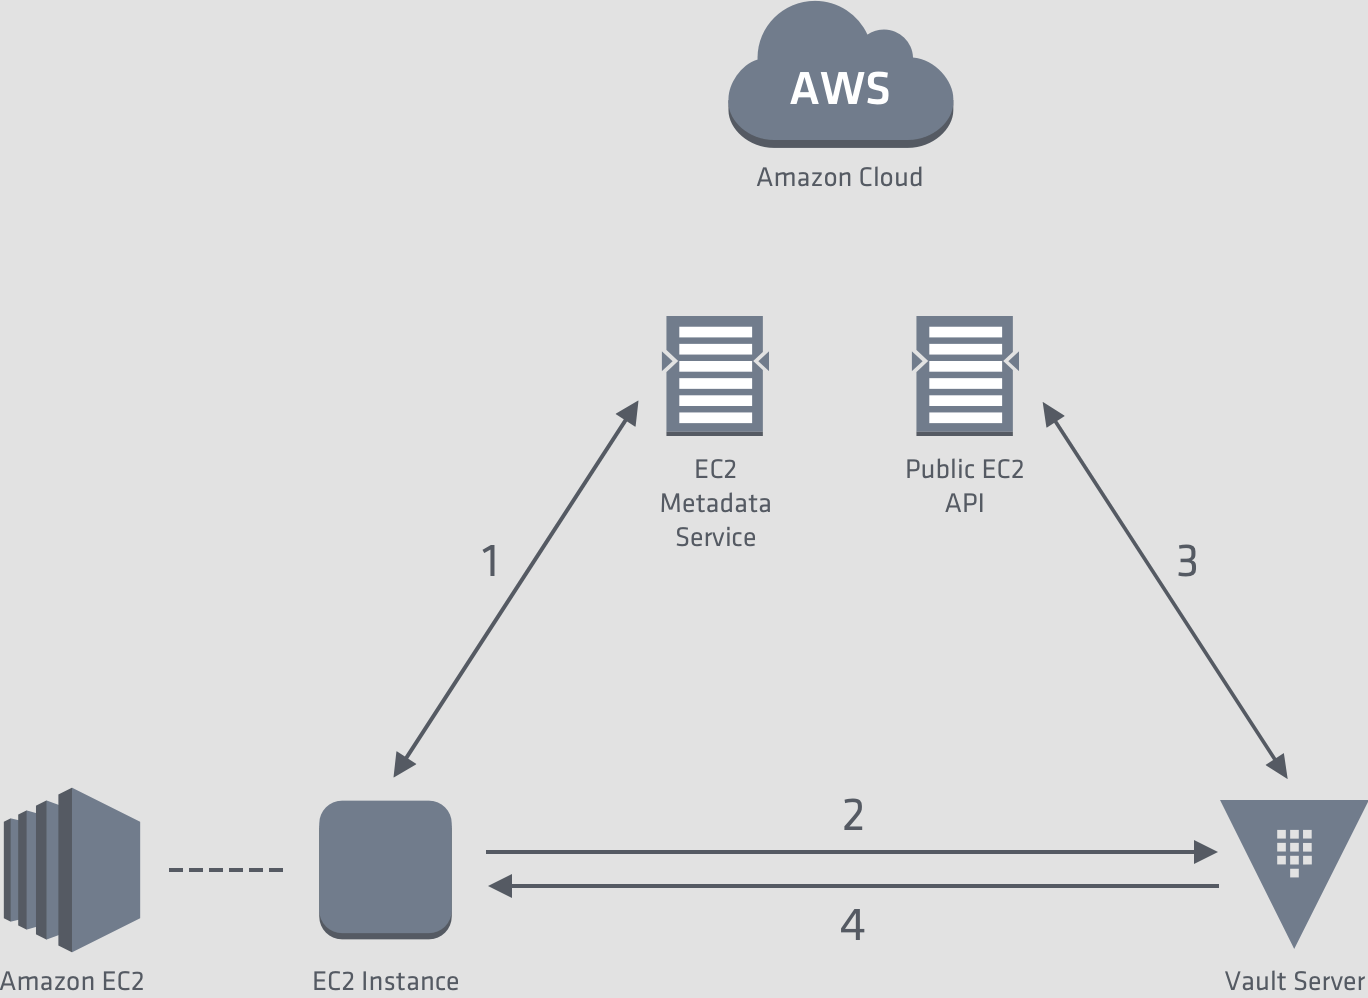 AWS
Amazon Cloud
EC2
Metadata
Service
Public EC2
API
1
3
2
4
Amazon EC2
EC2 Instance
Vault Server